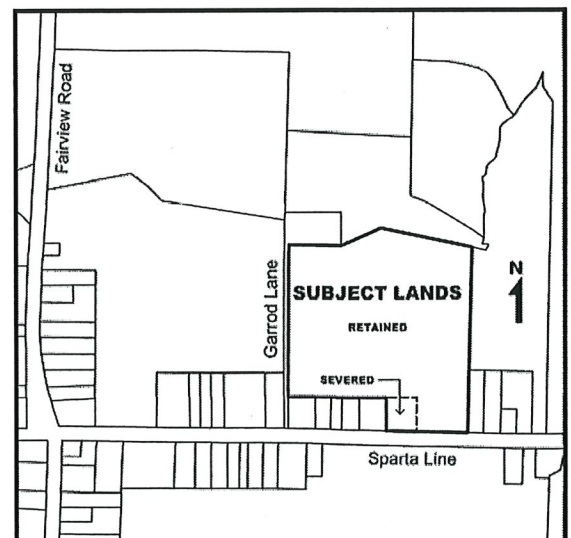 Fairview Road
Garrod Lane
SUBJECT LANDS
RETAINED
SEVERED
N
Sparta Line